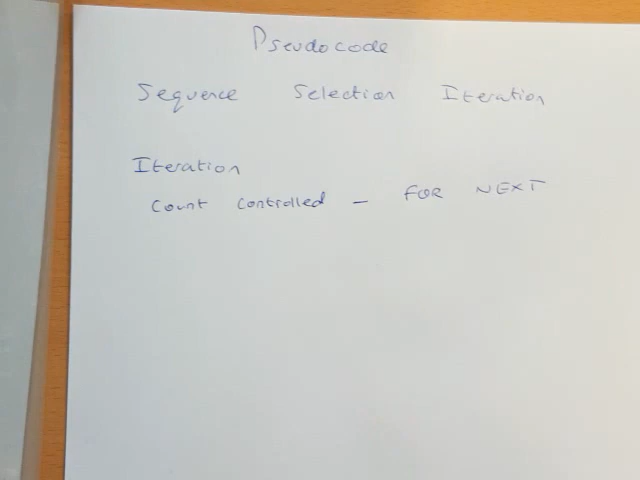 Pseudocode
Sequence Selection Iteration
Iteration
Count controlled - FOR NEXT